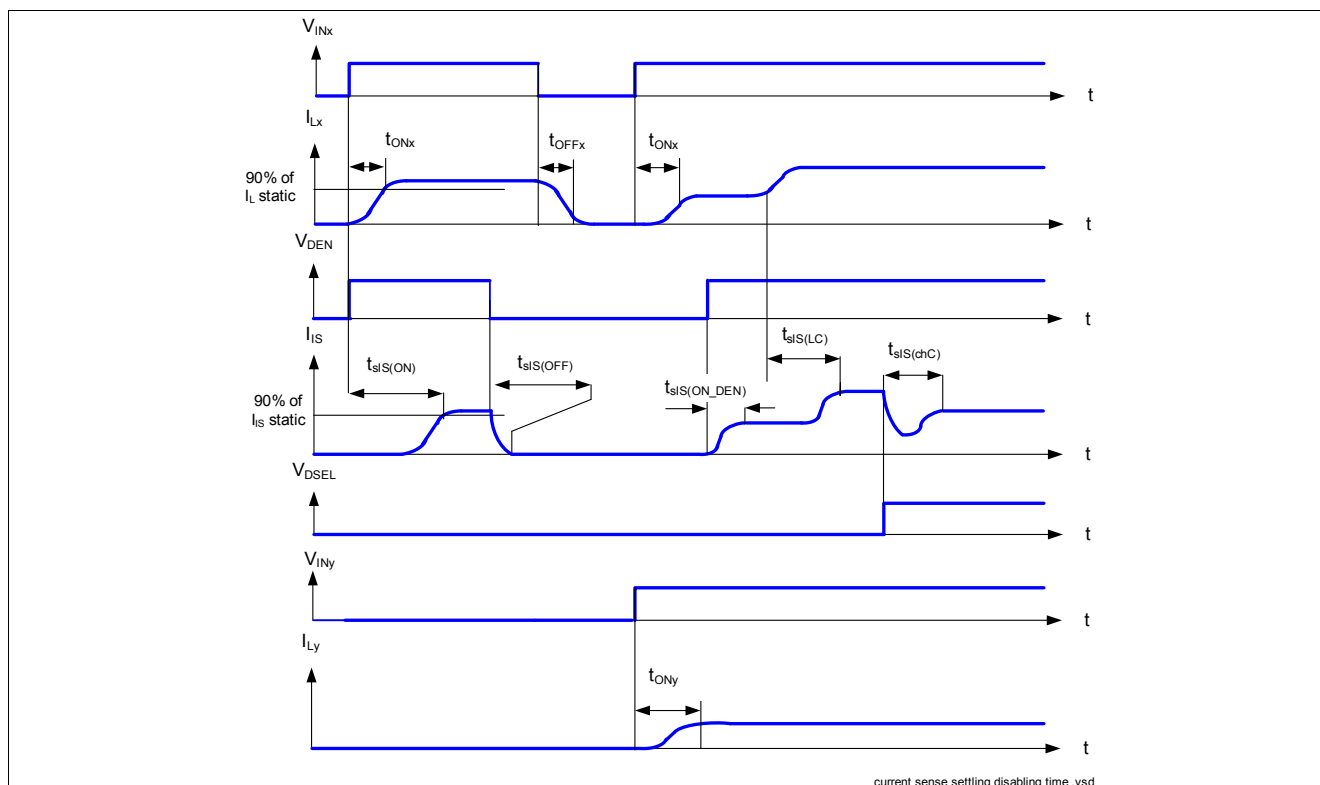 V_INx
t
I_Lx
t_ONx
t_OFFx
t_ONx
90% of
I_L static
t
V_DEN
t
I_IS
t_sIS(ON)
t_sIS(OFF)
t_sIS(ON_DEN)
t_sIS(LC)
t_sIS(chC)
90% of
I_IS static
t
V_DSEL
t
V_INy
t
I_Ly
t_ONy
t
current sense settling disabling time .vsd